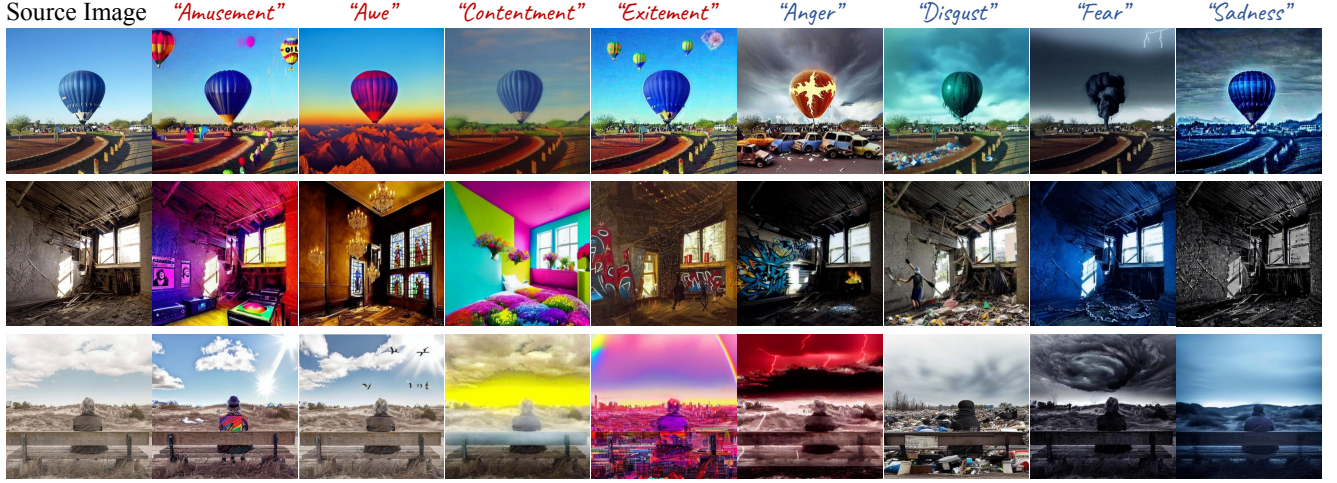 Source Image “Amusement” “Awe” “Contentment” “Exitement” “Anger” “Disgust” “Fear” “Sadness”